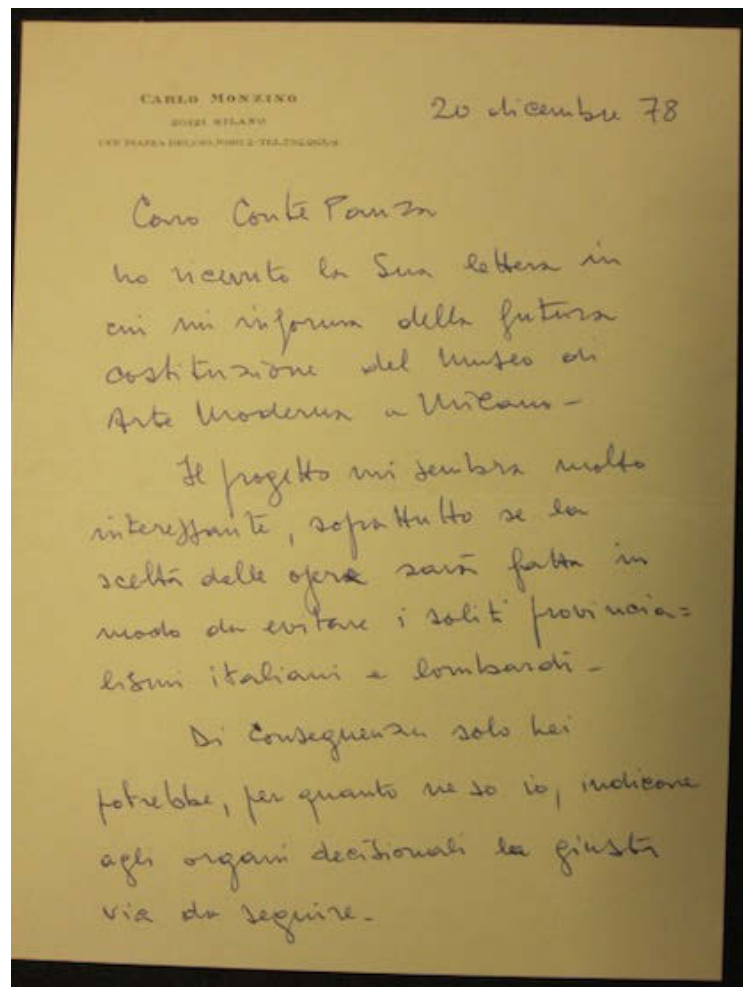 CARLO MONZINO
20121 MILANO
20 dicembre 78
Caro Conte Panza
ho ricevuto la Sua lettera in
cui mi informa della futura
costituzione del Museo di
Arte Moderna a Milano -
Il progetto mi sembra molto
interessante, soprattutto se la
scelta delle opere sarà fatta in
modo da evitare i soliti provincia=
lismi italiani e lombardi -
Di conseguenza solo Lei
potrebbe, per quanto ne so io, indicare
agli organi decisionali la giusta
via da seguire -